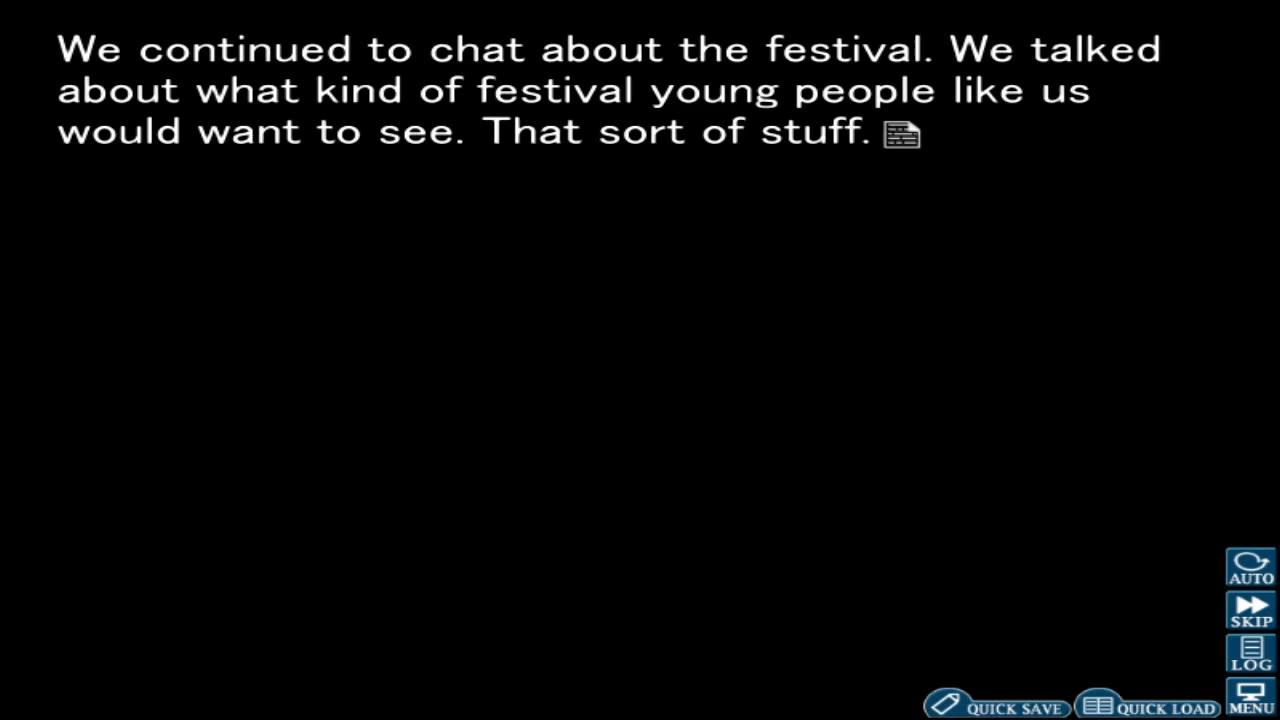 We continued to chat about the festival. We talked
about what kind of festival young people like us
would want to see. That sort of stuff.
AUTO
SKIP
LOG
QUICK SAVE
QUICK LOAD
MENU